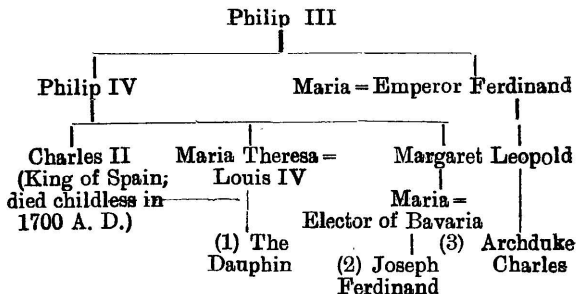 Philip III
Philip IV
Maria = Emperor Ferdinand
Charles II
(King of Spain;
died childless in
1700 A. D.)
Maria Theresa =
Louis IV
Margaret Leopold
Maria =
Elector of Bavaria
(1) The
Dauphin
(2) Joseph
Ferdinand
(3) Archduke
Charles